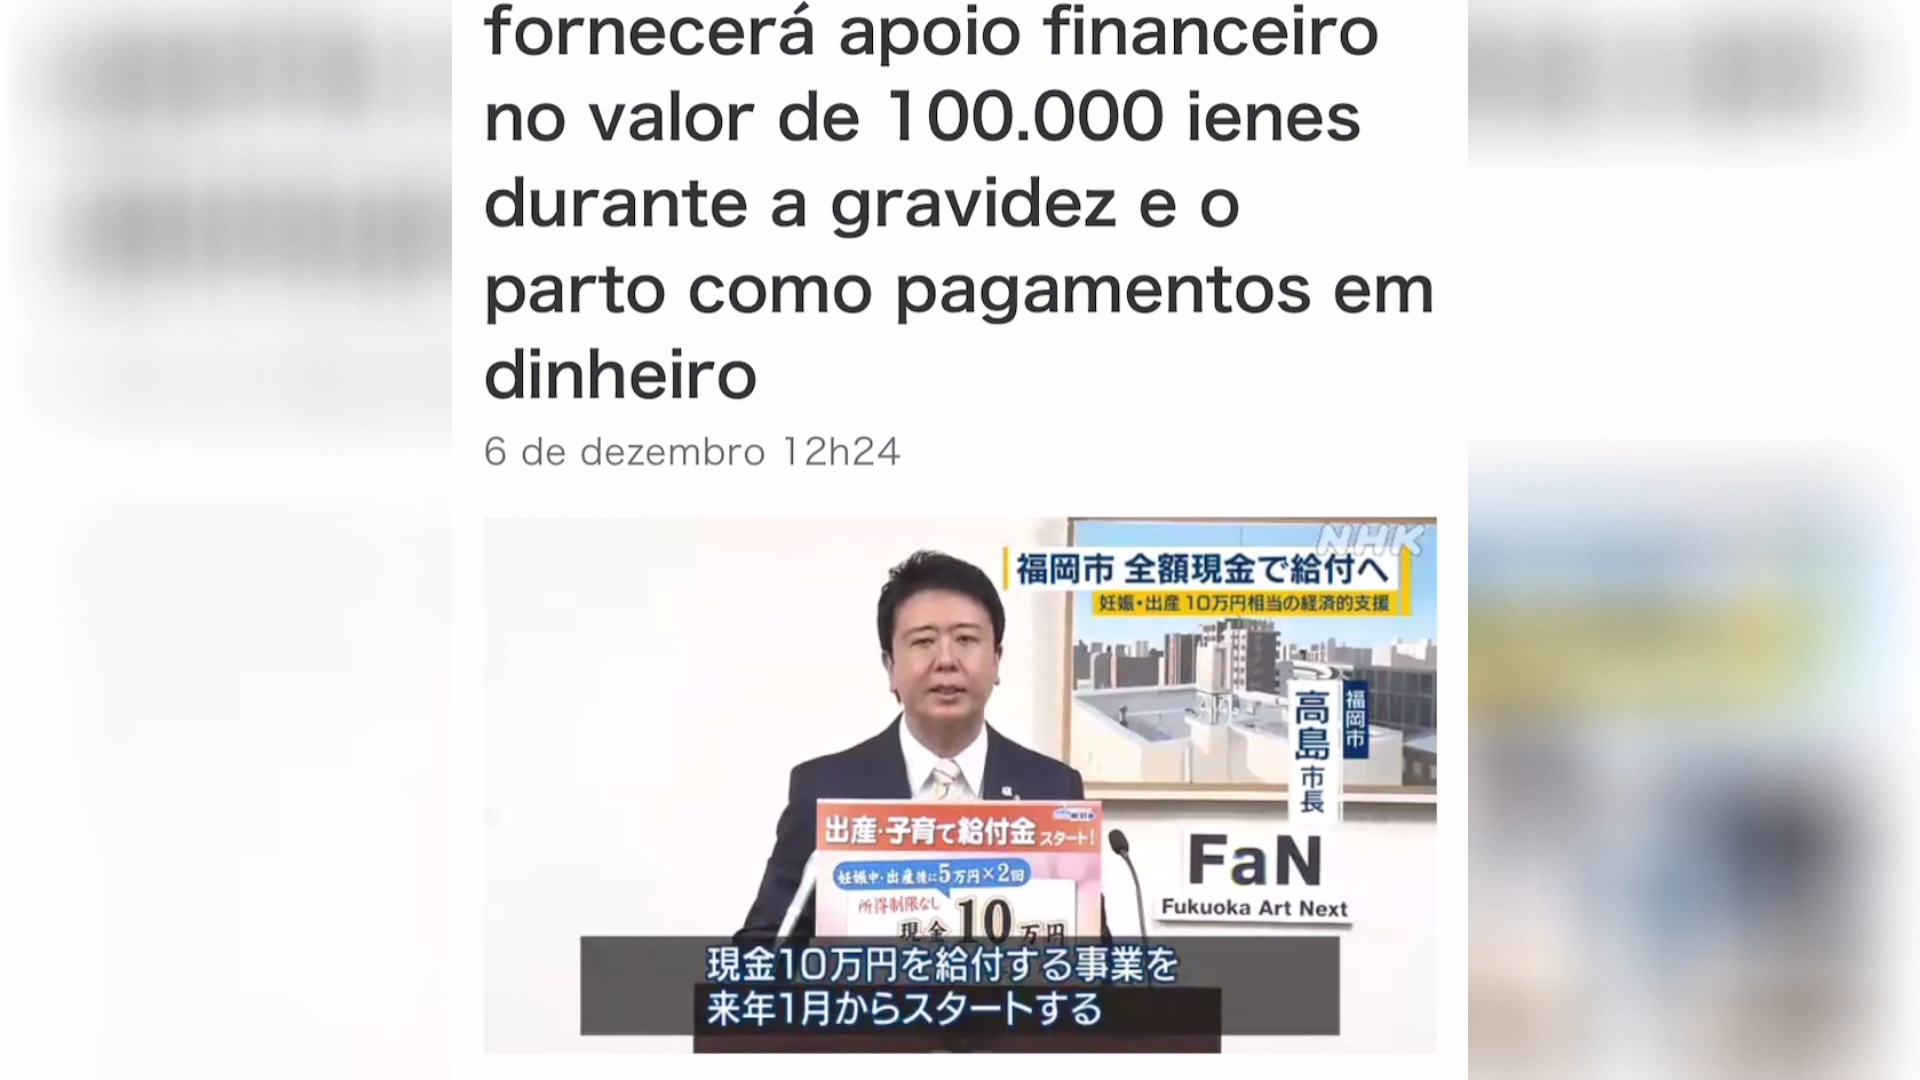 fornecerá apoio financeiro
no valor de 100.000 ienes
durante a gravidez e o
parto como pagamentos em
dinheiro
6 de dezembro 12h24
NHK
福岡市 全額現金で給付へ
妊娠・出産 10万円相当の経済的支援
福岡市
高島市長
出産・子育て給付金スタート!
妊娠中・出産後に5万円×2回
所得制限なし
現金10万円
FaN
Fukuoka Art Next
現金10万円を給付する事業を
来年1月からスタートする